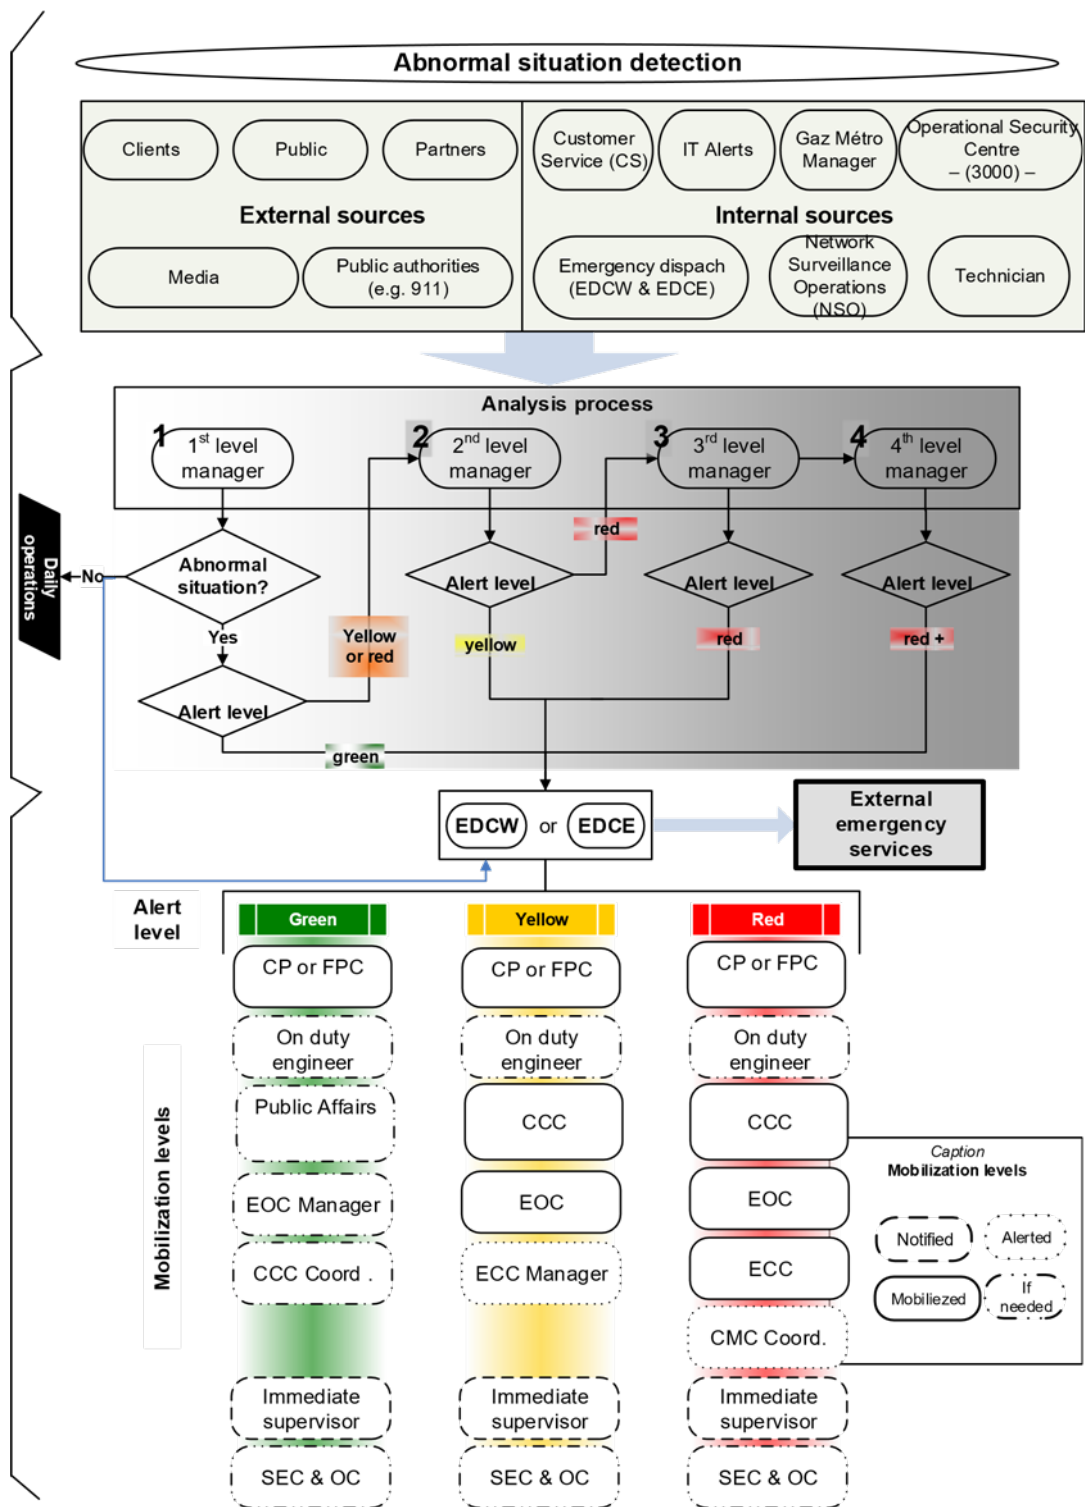 Abnormal situation detection
Clients
Public
Partners
Customer
Service (CS)
IT Alerts
Gaz Métro
Manager
Operational Security
Centre
– (3000) –
External sources
Internal sources
Media
Public authorities
(e.g. 911)
Emergency dispach
(EDCW & EDCE)
Network
Surveillance
Operations
(NSO)
Technician
Analysis process
1
1st level
manager
2
2nd level
manager
3
3rd level
manager
4
4th level
manager
red
Daily
operations
No
Abnormal
situation?
Alert level
Alert level
Alert level
Yes
Yellow
or red
yellow
red
red +
Alert level
green
EDCW or EDCE
External
emergency
services
Alert
level
Green
Yellow
Red
Mobilization levels
CP or FPC
CP or FPC
CP or FPC
On duty
engineer
On duty
engineer
On duty
engineer
Public Affairs
CCC
CCC
EOC Manager
EOC
EOC
CCC Coord .
ECC Manager
ECC
CMC Coord.
Immediate
supervisor
Immediate
supervisor
Immediate
supervisor
SEC & OC
SEC & OC
SEC & OC
Caption
Mobilization levels
Notified
Alerted
Mobiliezed
If
needed